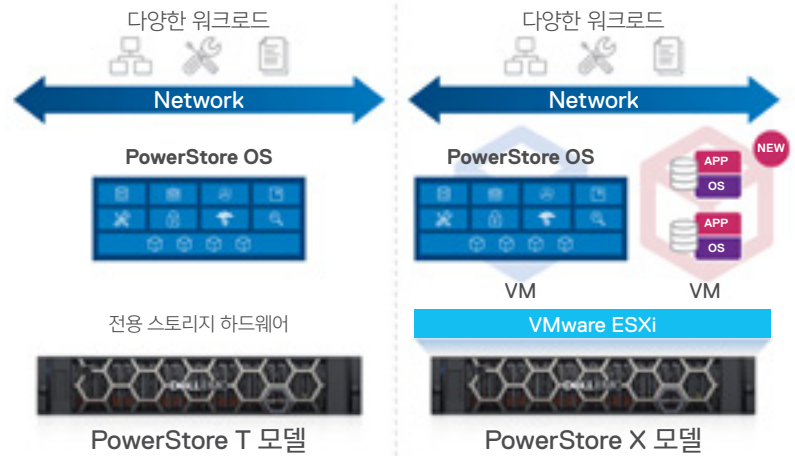 다양한 워크로드
Network
PowerStore OS
전용 스토리지 하드웨어
PowerStore T 모델
다양한 워크로드
Network
PowerStore OS
NEW
APP
OS
APP
OS
VM
VM
VMware ESXi
PowerStore X 모델